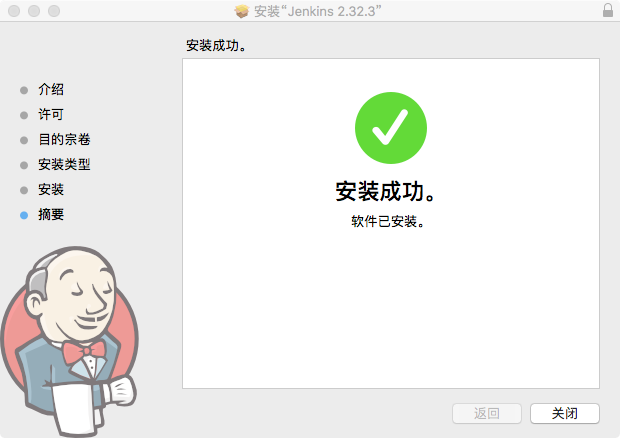 安装“Jenkins 2.32.3”
安装成功。
介绍
许可
目的宗卷
安装类型
安装
摘要
安装成功。
软件已安装。
返回
关闭